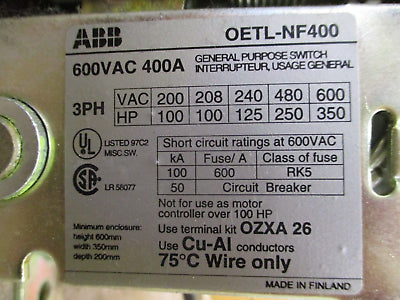 ABB OETL-NF400
600VAC 400A GENERAL PURPOSE SWITCH
INTERRUPTEUR, USAGE GENERAL
3PH
VAC 200 208 240 480 600
HP 100 100 125 250 350
UL LISTED 97C2
MISC.SW.
SA LR 58077
Short circuit ratings at 600VAC
kA Fuse/ A Class of fuse
100 600 RK5
50 Circuit Breaker
Not for use as motor
controller over 100 HP
Minimum enclosure:
height 600mm
width 350mm
depth 200mm
Use terminal kit OZXA 26
Use Cu-Al conductors
75°C Wire only
MADE IN FINLAND